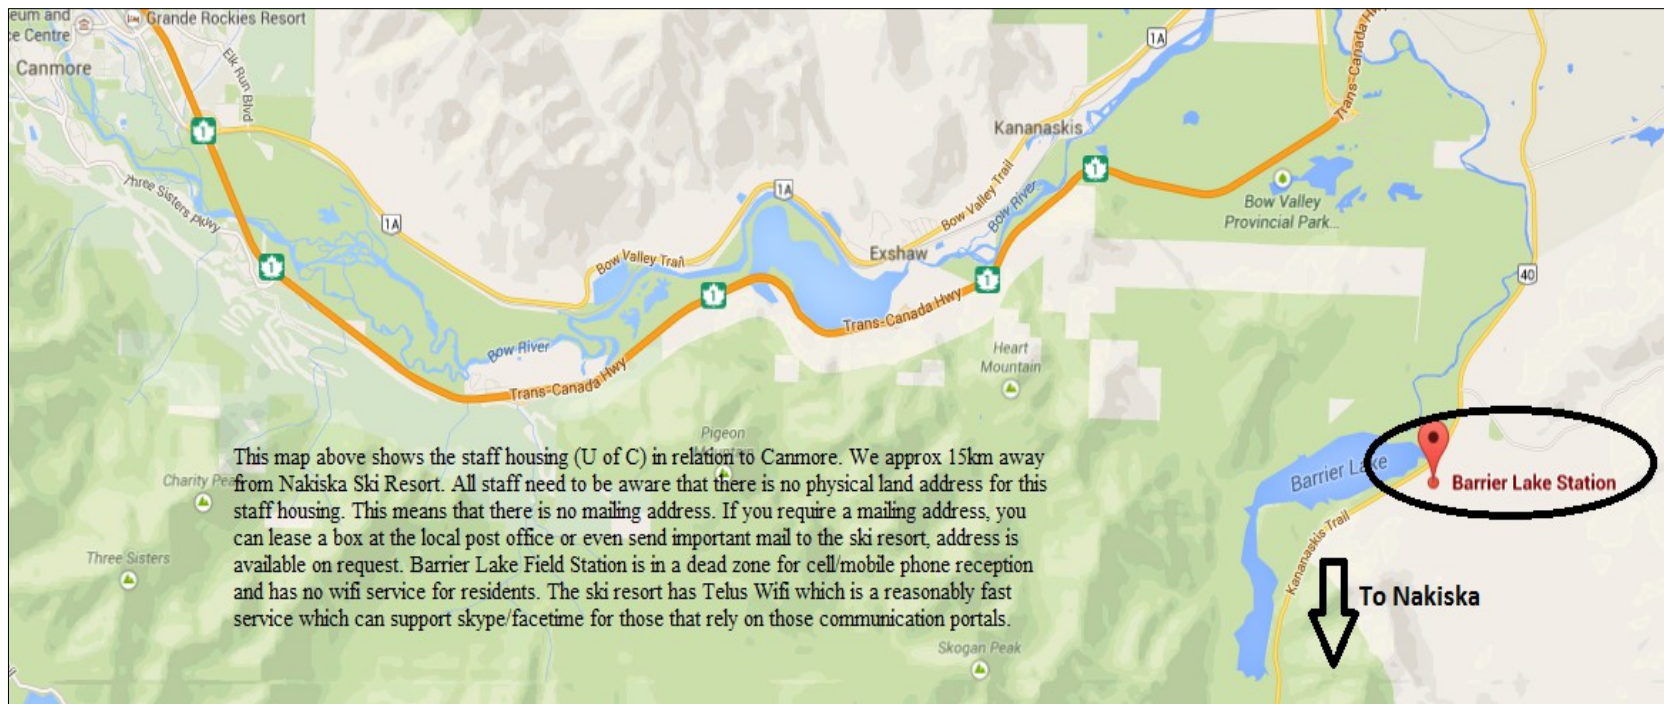 eum and
ce Centre
Grande Rockies Resort
Canmore
Elk Run Blvd
1
1A
Kananaskis
Trans-Canada Hwy
1
Three Sisters Pkwy
1A
1A
Bow Valley Trail
Bow River
Bow Valley
Provincial Park...
1
Bow Valley Trail
Exshaw
1
1
Trans-Canada Hwy
40
Bow River
Trans-Canada Hwy
Heart
Mountain
Pigeon
Charity Pea
Three Sisters
This map above shows the staff housing (U of C) in relation to Canmore. We approx 15km away
from Nakiska Ski Resort. All staff need to be aware that there is no physical land address for this
staff housing. This means that there is no mailing address. If you require a mailing address, you
can lease a box at the local post office or even send important mail to the ski resort, address is
available on request. Barrier Lake Field Station is in a dead zone for cell/mobile phone reception
and has no wifi service for residents. The ski resort has Telus Wifi which is a reasonably fast
service which can support skype/facetime for those that rely on those communication portals.
Skogan Peak
Barrier Lake
Barrier Lake Station
Kananaskis Trail
To Nakiska